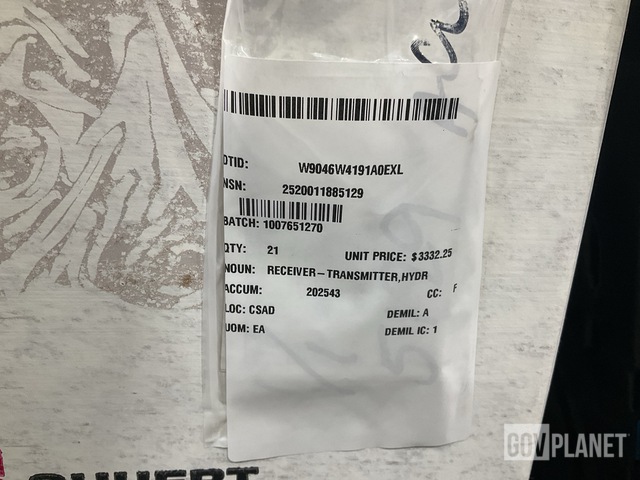 DTID: W9046W4191A0EXL
NSN: 2520011885129
BATCH: 1007651270
QTY: 21 UNIT PRICE: $3332.25
NOUN: RECEIVER-TRANSMITTER,HYDR
ACCUM: 202543 CC: F
LOC: CSAD DEMIL: A
UOM: EA DEMIL IC: 1
GOVPLANET